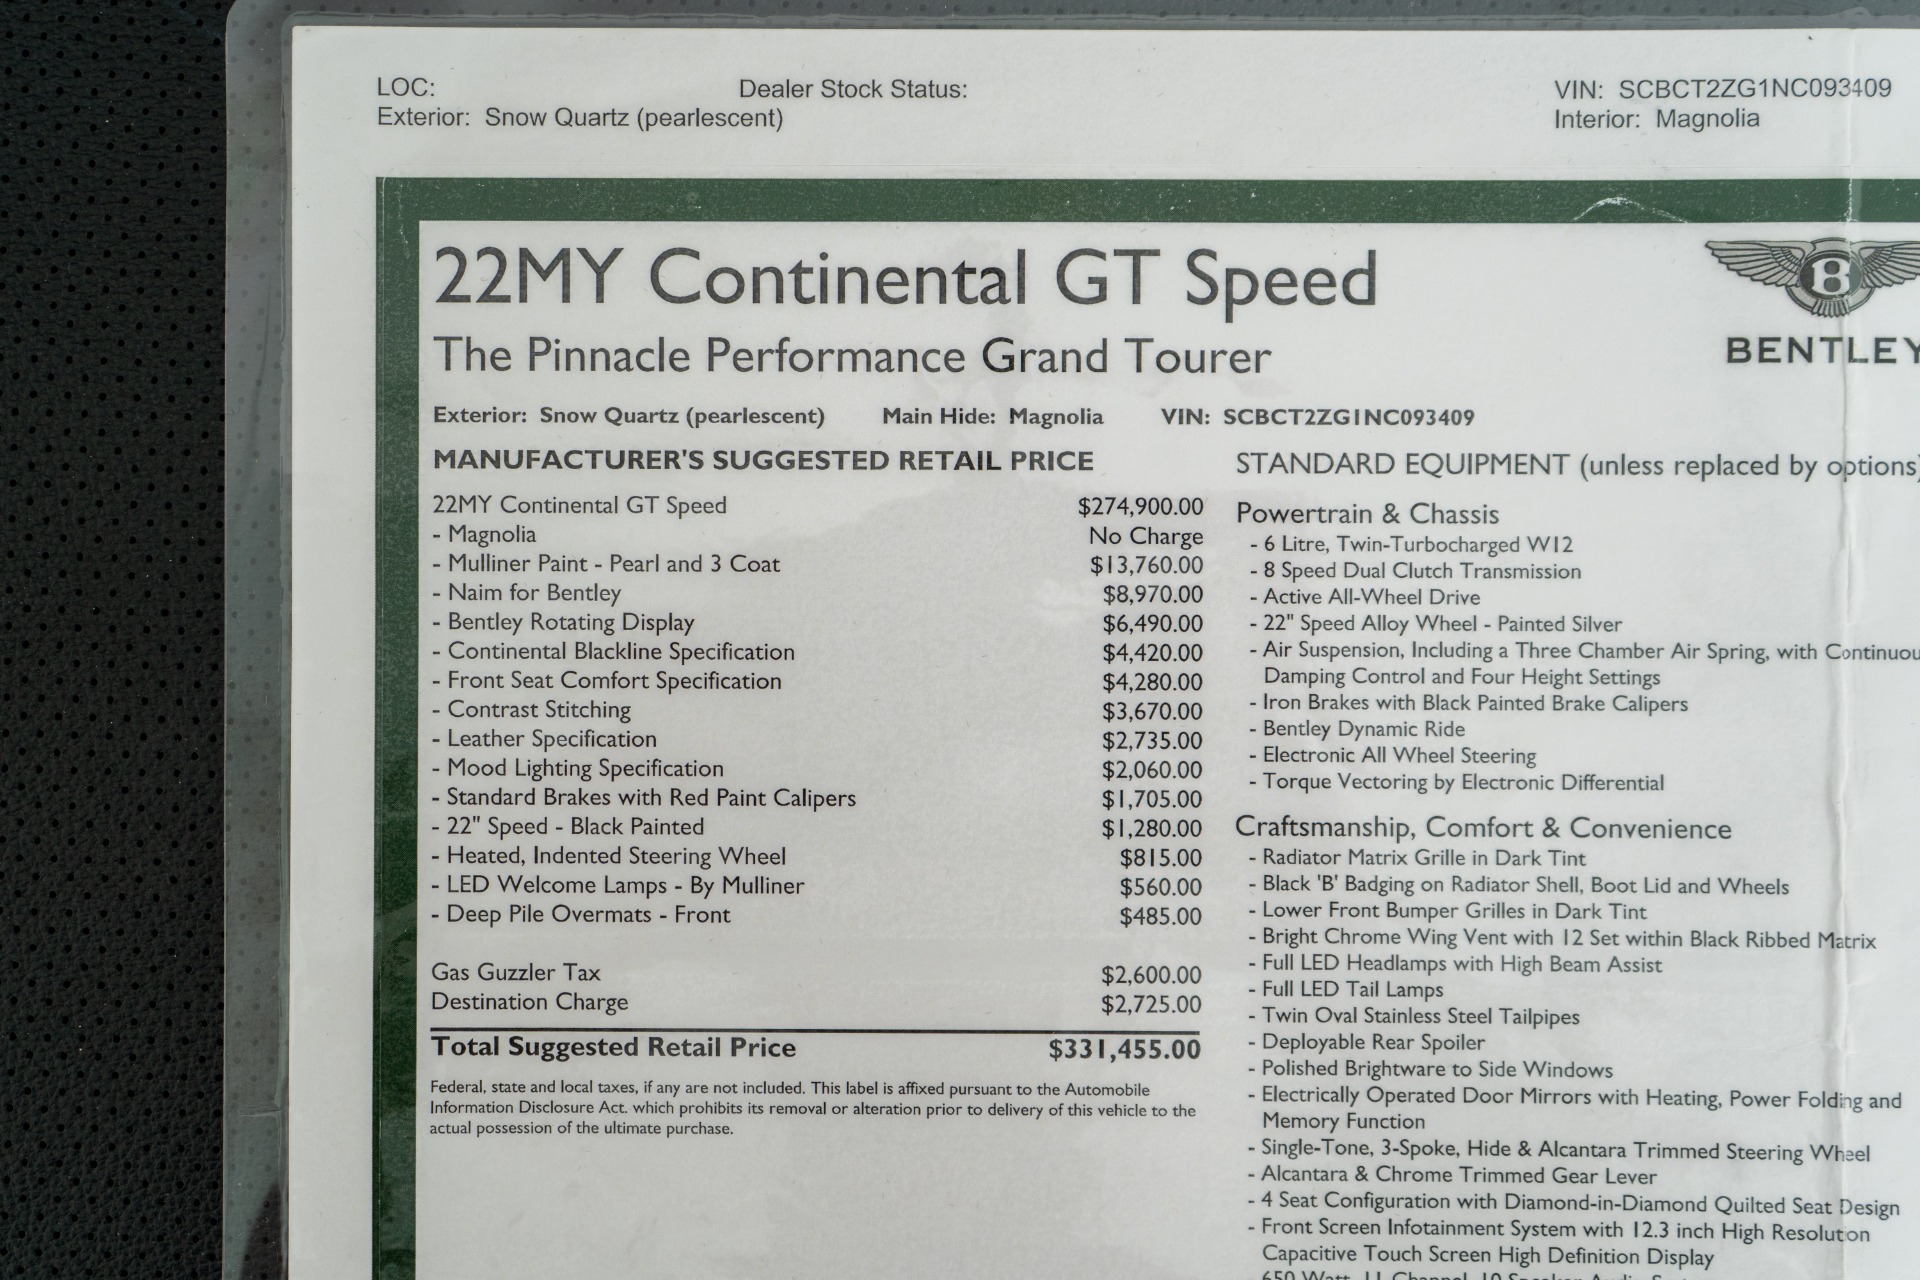 LOC: Dealer Stock Status: VIN: SCBCT2ZG1NC093409
Exterior: Snow Quartz (pearlescent) Interior: Magnolia
22MY Continental GT Speed
The Pinnacle Performance Grand Tourer
B
BENTLEY
Exterior: Snow Quartz (pearlescent) Main Hide: Magnolia VIN: SCBCT2ZG1NC093409
MANUFACTURER'S SUGGESTED RETAIL PRICE
22MY Continental GT Speed $274,900.00
- Magnolia No Charge
- Mulliner Paint - Pearl and 3 Coat $13,760.00
- Naim for Bentley $8,970.00
- Bentley Rotating Display $6,490.00
- Continental Blackline Specification $4,420.00
- Front Seat Comfort Specification $4,280.00
- Contrast Stitching $3,670.00
- Leather Specification $2,735.00
- Mood Lighting Specification $2,060.00
- Standard Brakes with Red Paint Calipers $1,705.00
- 22" Speed - Black Painted $1,280.00
- Heated, Indented Steering Wheel $815.00
- LED Welcome Lamps - By Mulliner $560.00
- Deep Pile Overmats - Front $485.00
Gas Guzzler Tax $2,600.00
Destination Charge $2,725.00
Total Suggested Retail Price $331,455.00
Federal, state and local taxes, if any are not included. This label is affixed pursuant to the Automobile
Information Disclosure Act. which prohibits its removal or alteration prior to delivery of this vehicle to the
actual possession of the ultimate purchase.
STANDARD EQUIPMENT (unless replaced by options)
Powertrain & Chassis
- 6 Litre, Twin-Turbocharged W12
- 8 Speed Dual Clutch Transmission
- Active All-Wheel Drive
- 22" Speed Alloy Wheel - Painted Silver
- Air Suspension, Including a Three Chamber Air Spring, with Continuou
Damping Control and Four Height Settings
- Iron Brakes with Black Painted Brake Calipers
- Bentley Dynamic Ride
- Electronic All Wheel Steering
- Torque Vectoring by Electronic Differential
Craftsmanship, Comfort & Convenience
- Radiator Matrix Grille in Dark Tint
- Black 'B' Badging on Radiator Shell, Boot Lid and Wheels
- Lower Front Bumper Grilles in Dark Tint
- Bright Chrome Wing Vent with 12 Set within Black Ribbed Matrix
- Full LED Headlamps with High Beam Assist
- Full LED Tail Lamps
- Twin Oval Stainless Steel Tailpipes
- Deployable Rear Spoiler
- Polished Brightware to Side Windows
- Electrically Operated Door Mirrors with Heating, Power Folding and
Memory Function
- Single-Tone, 3-Spoke, Hide & Alcantara Trimmed Steering Wheel
- Alcantara & Chrome Trimmed Gear Lever
- 4 Seat Configuration with Diamond-in-Diamond Quilted Seat Design
- Front Screen Infotainment System with 12.3 inch High Resolution
Capacitive Touch Screen High Definition Display